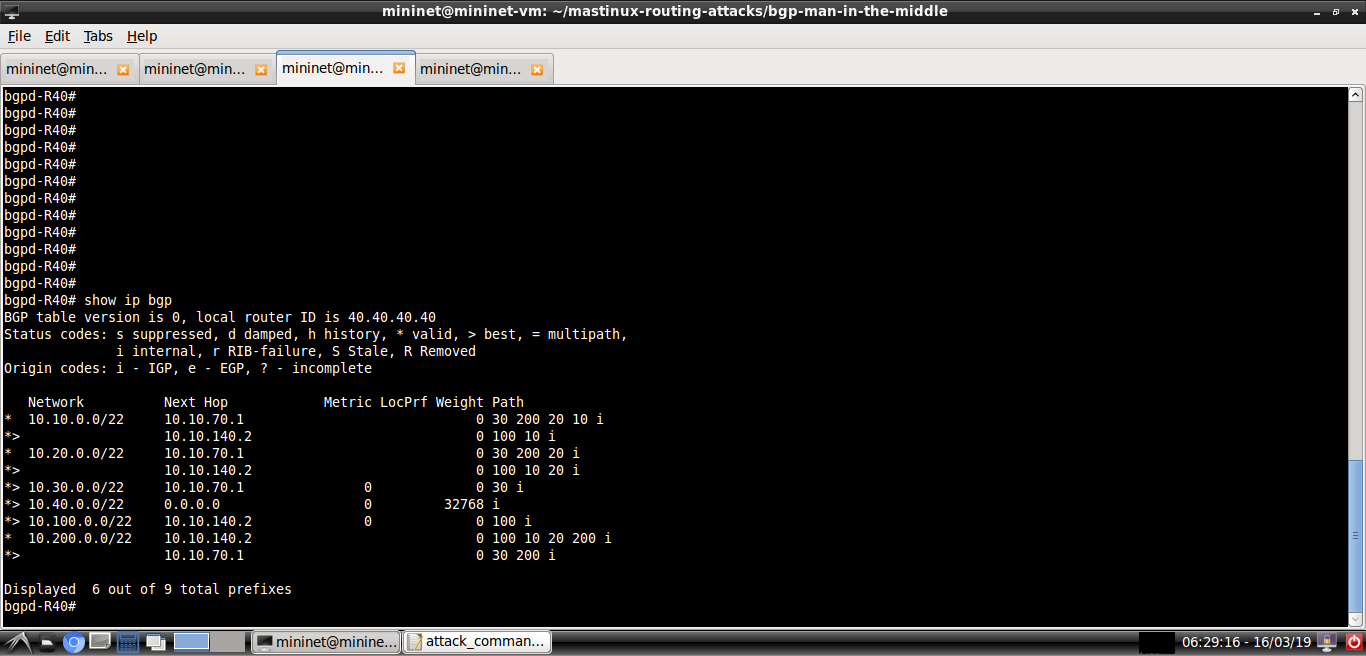 mininet@mininet-vm: ~/mastinux-routing-attacks/bgp-man-in-the-middle
File Edit Tabs Help
mininet@min... mininet@min... mininet@min... mininet@min...
bgpd-R40#
bgpd-R40#
bgpd-R40#
bgpd-R40#
bgpd-R40#
bgpd-R40#
bgpd-R40#
bgpd-R40#
bgpd-R40#
bgpd-R40#
bgpd-R40#
bgpd-R40#
bgpd-R40# show ip bgp
BGP table version is 0, local router ID is 40.40.40.40
Status codes: s suppressed, d damped, h history, * valid, > best, = multipath,
              i internal, r RIB-failure, S Stale, R Removed
Origin codes: i - IGP, e - EGP, ? - incomplete
   Network          Next Hop            Metric LocPrf Weight Path
*  10.10.0.0/22     10.10.70.1                             0 30 200 20 10 i
*>                  10.10.140.2                            0 100 10 i
*  10.20.0.0/22     10.10.70.1                             0 30 200 20 i
*>                  10.10.140.2                            0 100 10 20 i
*> 10.30.0.0/22     10.10.70.1               0             0 30 i
*> 10.40.0.0/22     0.0.0.0                  0         32768 i
*> 10.100.0.0/22    10.10.140.2              0             0 100 i
*  10.200.0.0/22    10.10.140.2                            0 100 10 20 200 i
*>                  10.10.70.1                             0 30 200 i
Displayed  6 out of 9 total prefixes
bgpd-R40#
mininet@minine... attack_comman... 06:29:16 - 16/03/19